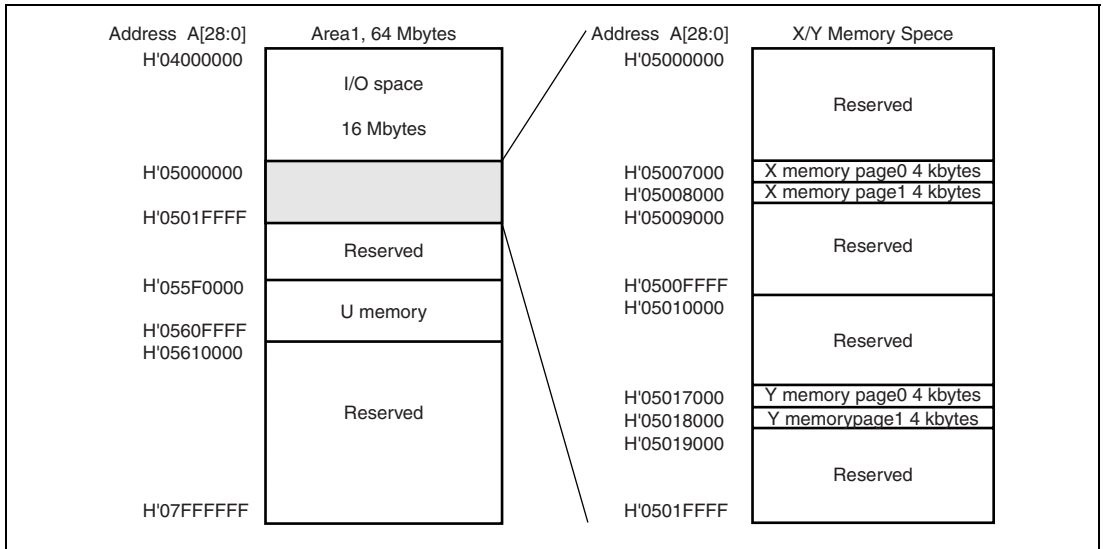 Address A[28:0]
Area1, 64 Mbytes
H'04000000
I/O space
16 Mbytes
H'05000000
H'0501FFFF
Reserved
H'055F0000
U memory
H'0560FFFF
H'05610000
Reserved
H'07FFFFFF
Address A[28:0]
X/Y Memory Spece
H'05000000
Reserved
H'05007000
X memory page0 4 kbytes
H'05008000
X memory page1 4 kbytes
H'05009000
Reserved
H'0500FFFF
H'05010000
Reserved
H'05017000
Y memory page0 4 kbytes
H'05018000
Y memorypage1 4 kbytes
H'05019000
Reserved
H'0501FFFF